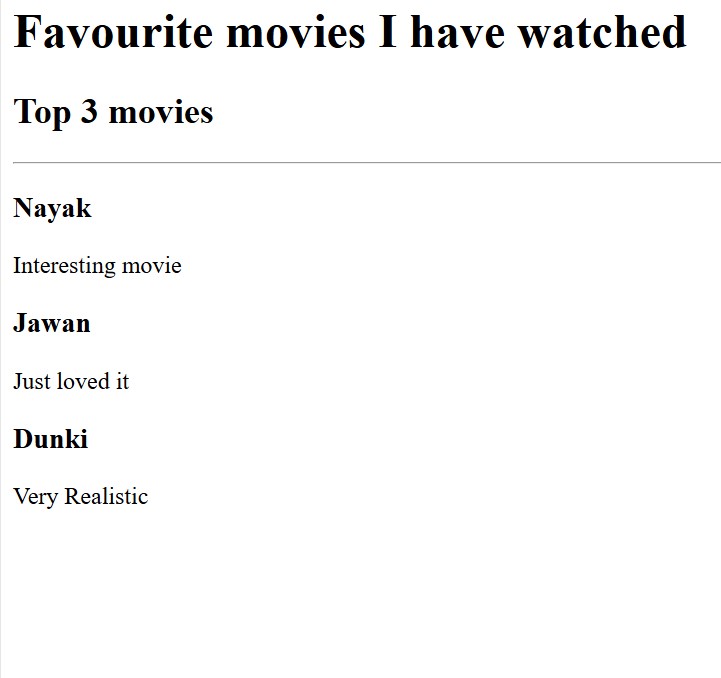 Favourite movies I have watched
Top 3 movies
Nayak
Interesting movie
Jawan
Just loved it
Dunki
Very Realistic